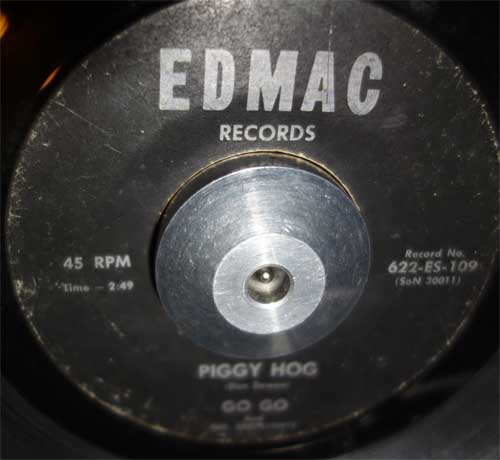 EDMAC
RECORDS
45 RPM
Time - 2:49
Record No.
622-ES-109
(SoN 30011)
PIGGY HOG
GO GO